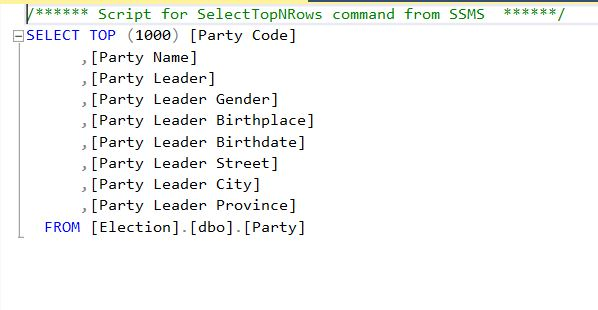 /****** Script for SelectTopNRows command from SSMS  ******/
SELECT TOP (1000) [Party Code]
      ,[Party Name]
      ,[Party Leader]
      ,[Party Leader Gender]
      ,[Party Leader Birthplace]
      ,[Party Leader Birthdate]
      ,[Party Leader Street]
      ,[Party Leader City]
      ,[Party Leader Province]
  FROM [Election].[dbo].[Party]